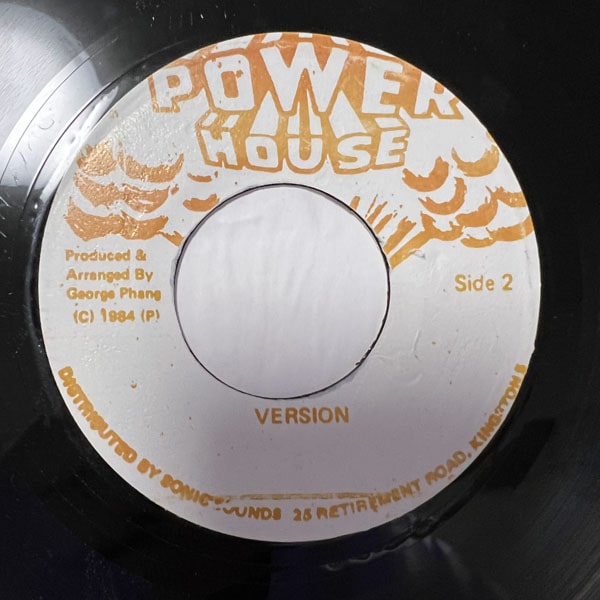 POWER
HOUSE
Produced &
Arranged By
George Phang
(C) 1984 (P)
Side 2
VERSION
DISTRIBUTED BY SONIC SOUNDS 25 RETIREMENT ROAD, KINGSTON 5